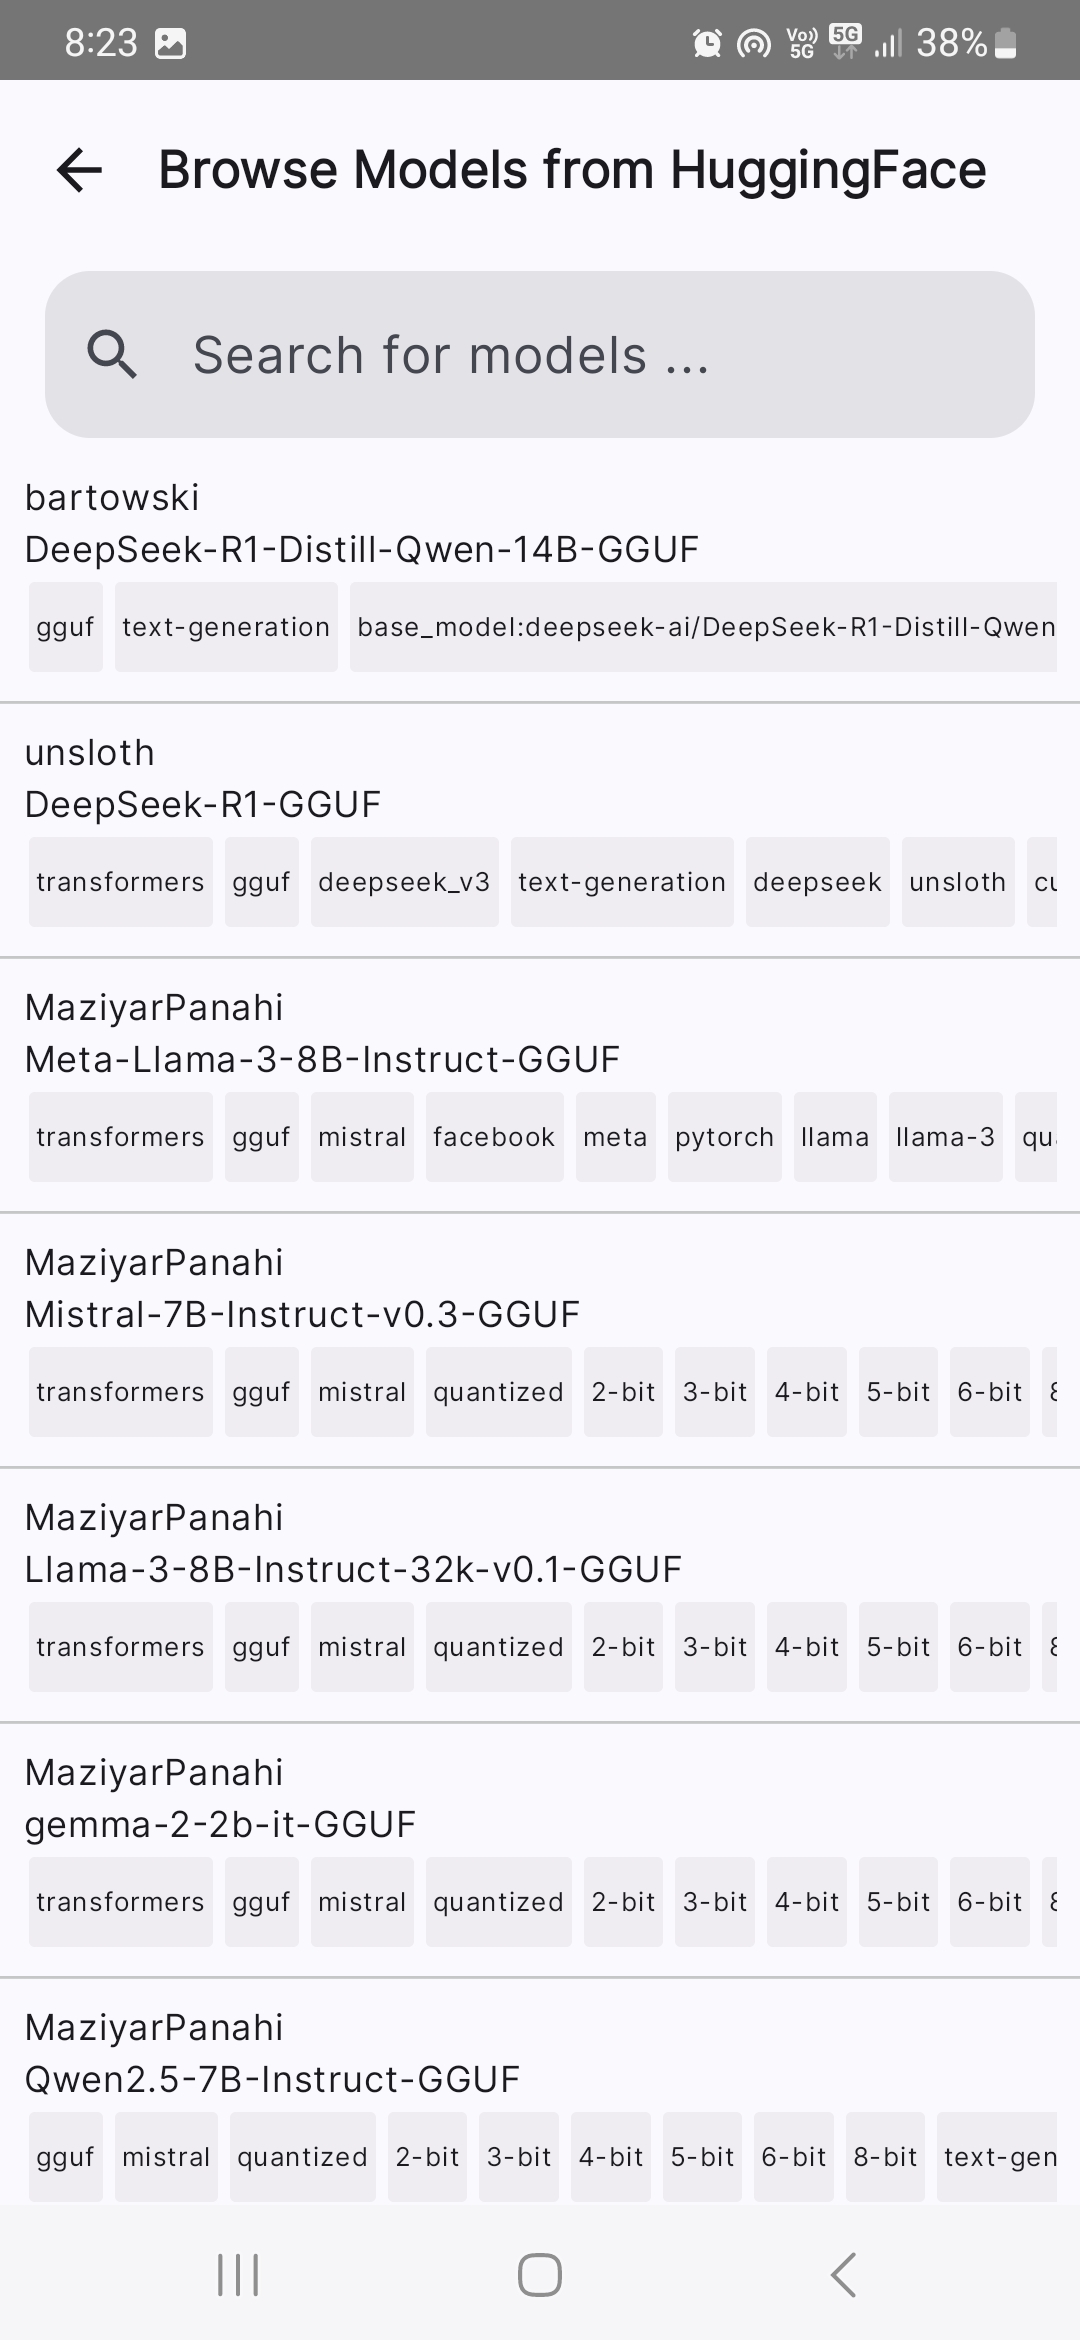 8:23 Vo)) 5G 5G 38%
Browse Models from HuggingFace
Search for models ...
bartowski
DeepSeek-R1-Distill-Qwen-14B-GGUF
gguf text-generation base_model:deepseek-ai/DeepSeek-R1-Distill-Qwen
unsloth
DeepSeek-R1-GGUF
transformers gguf deepseek_v3 text-generation deepseek unsloth cu
MaziyarPanahi
Meta-Llama-3-8B-Instruct-GGUF
transformers gguf mistral facebook meta pytorch llama llama-3 qu
MaziyarPanahi
Mistral-7B-Instruct-v0.3-GGUF
transformers gguf mistral quantized 2-bit 3-bit 4-bit 5-bit 6-bit
MaziyarPanahi
Llama-3-8B-Instruct-32k-v0.1-GGUF
transformers gguf mistral quantized 2-bit 3-bit 4-bit 5-bit 6-bit
MaziyarPanahi
gemma-2-2b-it-GGUF
transformers gguf mistral quantized 2-bit 3-bit 4-bit 5-bit 6-bit
MaziyarPanahi
Qwen2.5-7B-Instruct-GGUF
gguf mistral quantized 2-bit 3-bit 4-bit 5-bit 6-bit 8-bit text-gen